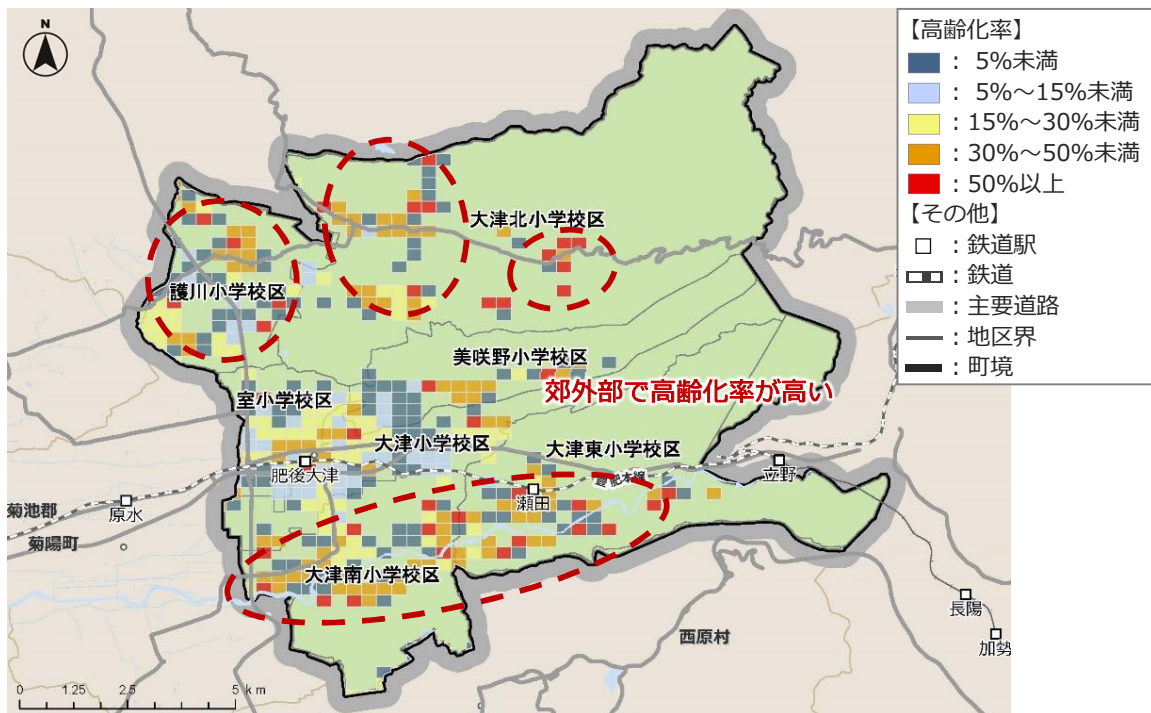 N
【高齢化率】
： 5%未満
： 5%～15%未満
：15%～30%未満
：30%～50%未満
：50%以上
【その他】
：鉄道駅
：鉄道
：主要道路
：地区界
：町境
大津北小学校区
護川小学校区
美咲野小学校区
郊外部で高齢化率が高い
室小学校区
大津小学校区
大津東小学校区
肥後大津
豊肥本線
立野
瀬田
原水
菊池郡
菊陽町
大津南小学校区
長陽
西原村
加勢
0 1.25 2.5 5 km